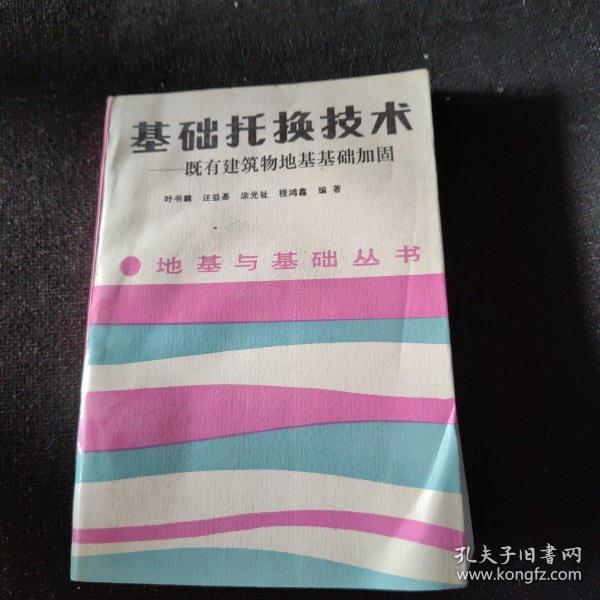 基础托换技术
——既有建筑物地基基础加固
叶书麟 汪益基 涂光祉 程鸿鑫 编著
地基与基础丛书
孔夫子旧书网
www.kongfz.com